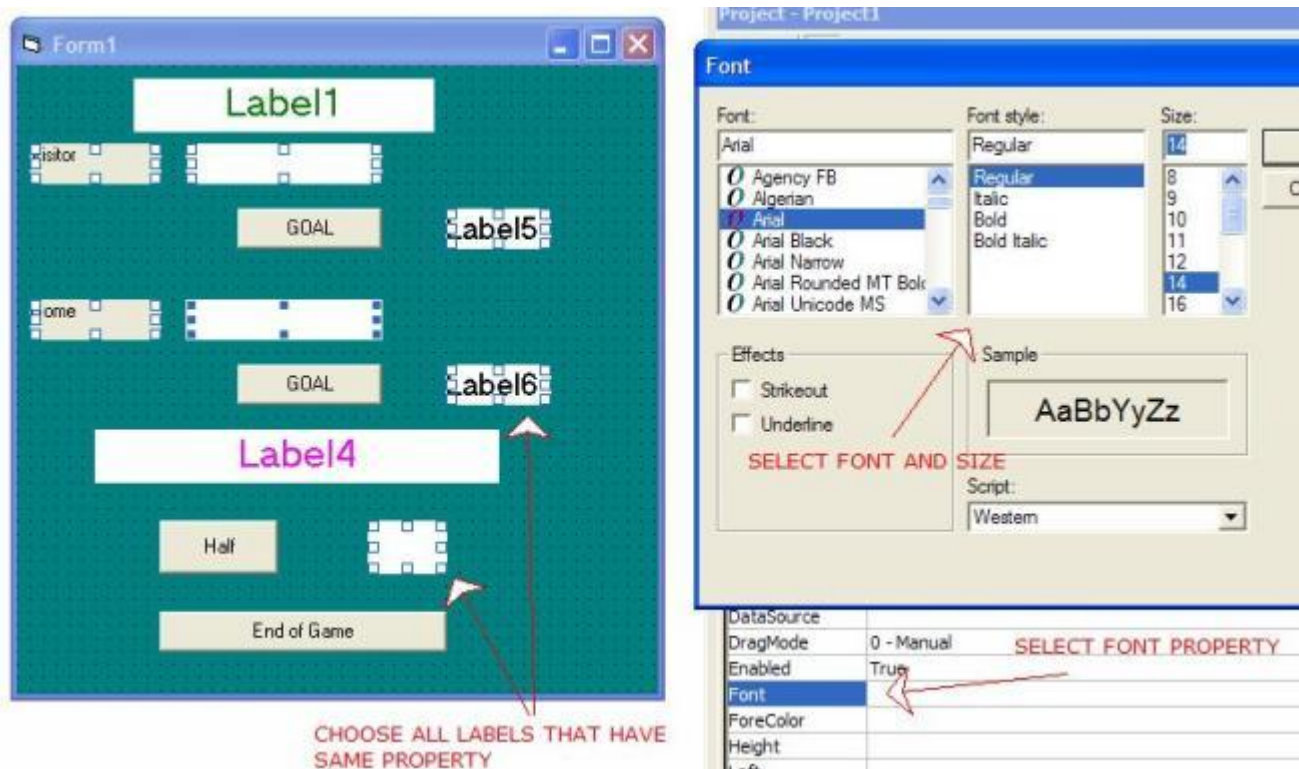 Form1
Label1
isitor
GOAL
Label5
ome
GOAL
Label6
Label4
Half
End of Game
CHOOSE ALL LABELS THAT HAVE
SAME PROPERTY
Project - Project1
Font
Font: Font style: Size:
Arial Regular 14
Agency FB Regular 8
Algerian Italic 9
Arial Bold 10
Arial Black Bold Italic 11
Arial Narrow 12
Arial Rounded MT Bold 14
Arial Unicode MS 16
Effects
Strikeout
Underline
Sample
AaBbYyZz
SELECT FONT AND SIZE
Script:
Western
DataSource
DragMode 0 - Manual
Enabled True
Font
ForeColor
Height
SELECT FONT PROPERTY